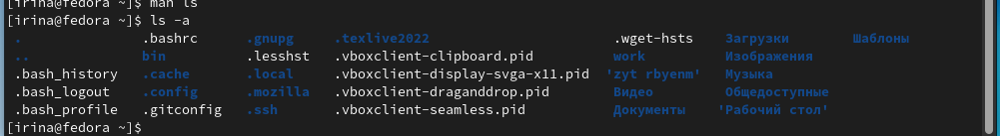 [irina@fedora ~]$ man ls
[irina@fedora ~]$ ls -a
. .bashrc .gnupg .texlive2022 .wget-hsts Загрузки Шаблоны
.. bin .lesshst .vboxclient-clipboard.pid work Изображения
.bash_history .cache .local .vboxclient-display-svga-x11.pid 'zyt rbyenm' Музыка
.bash_logout .config .mozilla .vboxclient-draganddrop.pid Видео Общедоступные
.bash_profile .gitconfig .ssh .vboxclient-seamless.pid Документы 'Рабочий стол'
[irina@fedora ~]$